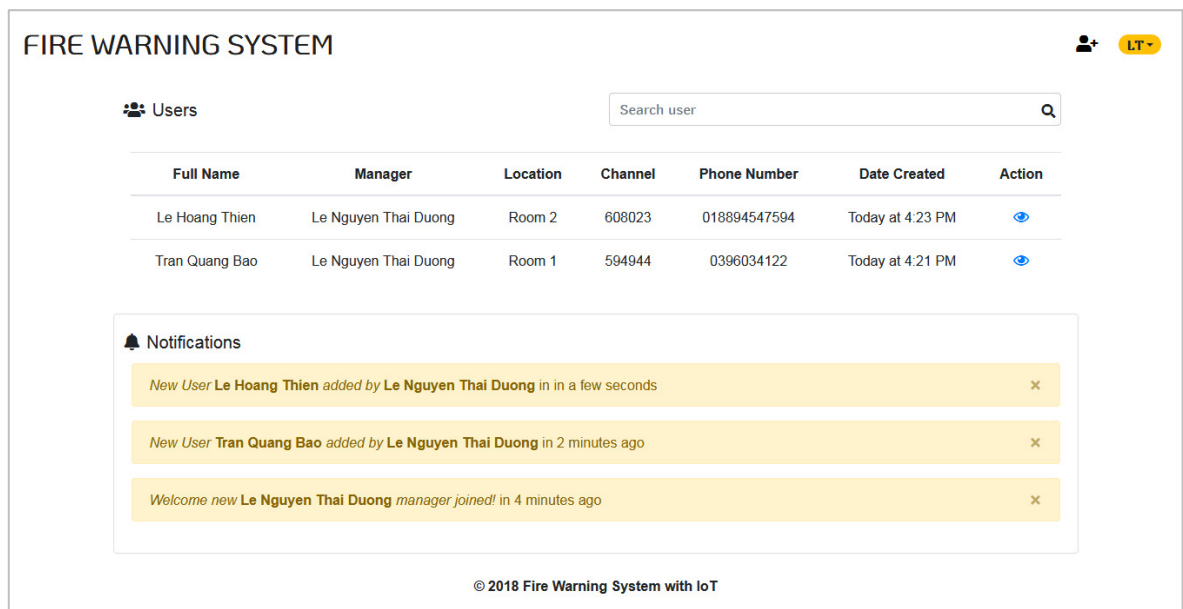 FIRE WARNING SYSTEM
LT
Users
Search user
Full Name Manager Location Channel Phone Number Date Created Action
Le Hoang Thien Le Nguyen Thai Duong Room 2 608023 018894547594 Today at 4:23 PM
Tran Quang Bao Le Nguyen Thai Duong Room 1 594944 0396034122 Today at 4:21 PM
Notifications
New User Le Hoang Thien added by Le Nguyen Thai Duong in in a few seconds ×
New User Tran Quang Bao added by Le Nguyen Thai Duong in 2 minutes ago ×
Welcome new Le Nguyen Thai Duong manager joined! in 4 minutes ago ×
© 2018 Fire Warning System with IoT